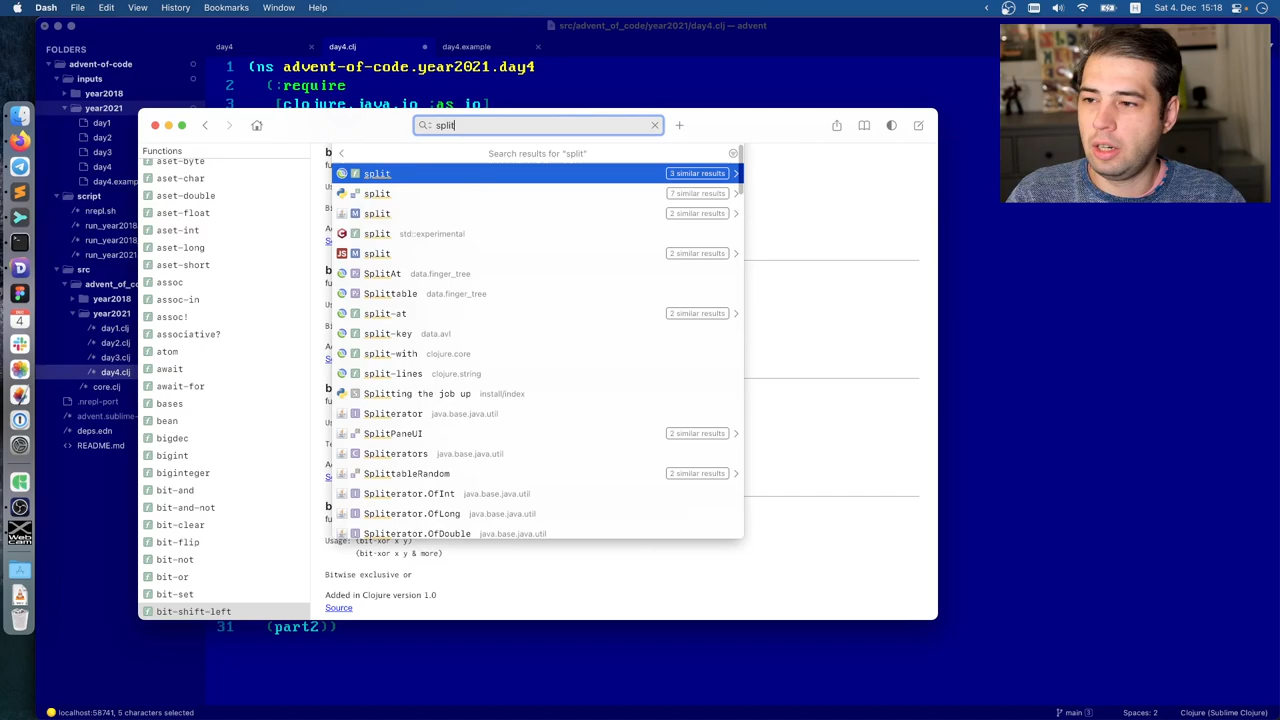 Dash File Edit View Go Bookmarks Window Help
src/advent_of_code/year2021/day4.clj — advent
FOLDERS
advent-of-code
inputs
year2018
year2021
day1
day2
day3
day4
day4.examp
script
nrepl.sh
run_year2018
run_year2018
run_year2021
src
advent_of_c
year2018
year2021
day1.clj
day2.clj
day3.clj
day4.clj
core.clj
.nrepl-port
advent.sublime-
deps.edn
README.md
day4
day4.clj
day4.example
1 (ns advent-of-code.year2021.day4
2 (:require
3 [clojure.java.io :as io]
split
Functions
aset-byte
aset-char
aset-double
aset-float
aset-int
aset-long
aset-short
assoc
assoc-in
assoc!
associative?
atom
await
await-for
bases
bean
bigdec
bigint
biginteger
bit-and
bit-and-not
bit-clear
bit-flip
bit-not
bit-or
bit-set
bit-shift-left
Search results for "split"
split 3 similar results
split 7 similar results
split 2 similar results
split std::experimental
split 2 similar results
SplitAt data.finger_tree
Splittable data.finger_tree
split-at 2 similar results
split-key data.avl
split-with clojure.core
split-lines clojure.string
Splitting the job up install/index
Spliterator java.base.java.util
SplitPaneUI 2 similar results
Spliterators java.base.java.util
SplittableRandom 2 similar results
Spliterator.OfInt java.base.java.util
Spliterator.OfLong java.base.java.util
Spliterator.OfDouble java.base.java.util
Usage: (bit-xor x y)
(bit-xor x y & more)
Bitwise exclusive or
Added in Clojure version 1.0
Source
31 (part2))
DEC
4
WebCam
localhost:58741, 5 characters selected
main 3
Spaces: 2
Clojure (Sublime Clojure)